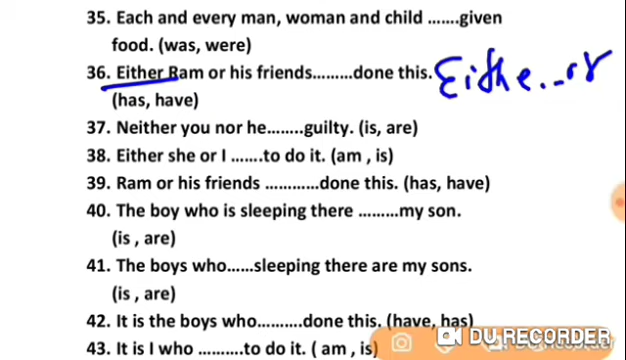 35. Each and every man, woman and child .......given
food. (was, were)
36. Either Ram or his friends.........done this. Eithe...or
(has, have)
37. Neither you nor he........guilty. (is, are)
38. Either she or I .......to do it. (am , is)
39. Ram or his friends ............done this. (has, have)
40. The boy who is sleeping there .........my son.
(is , are)
41. The boys who......sleeping there are my sons.
(is , are)
42. It is the boys who..........done this. (have, has)
43. It is I who ..........to do it. ( am , is)
DU RECORDER